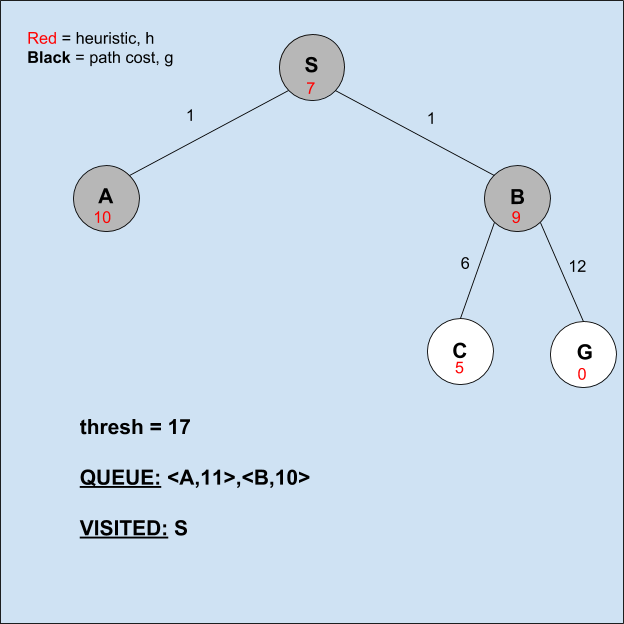 Red = heuristic, h
Black = path cost, g
S
7
1
1
A
10
B
9
6
12
C
5
G
0
thresh = 17
QUEUE: <A,11>,<B,10>
VISITED: S